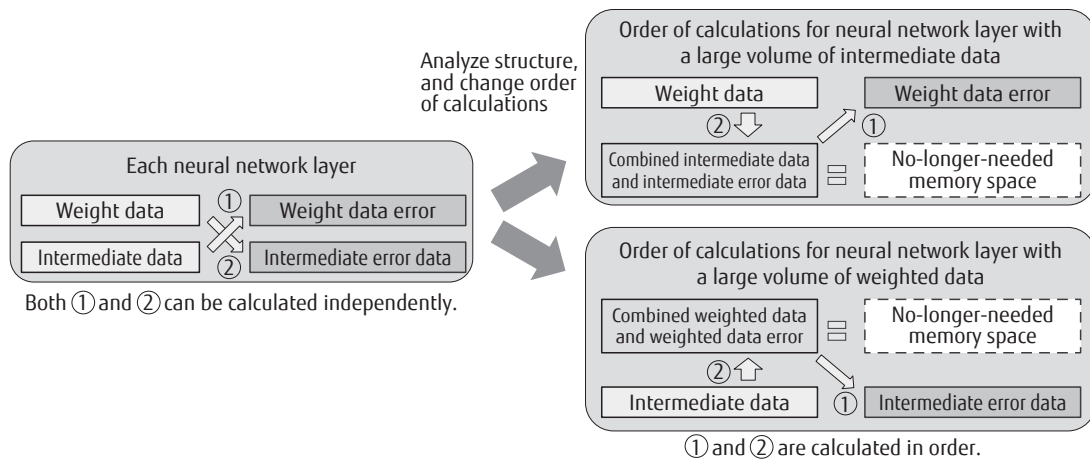 Analyze structure,
and change order
of calculations
Each neural network layer
Weight data
①
Weight data error
Intermediate data
②
Intermediate error data
Both ① and ② can be calculated independently.
Order of calculations for neural network layer with
a large volume of intermediate data
Weight data
Weight data error
②
①
Combined intermediate data
and intermediate error data
=
No-longer-needed
memory space
Order of calculations for neural network layer with
a large volume of weighted data
Combined weighted data
and weighted data error
=
No-longer-needed
memory space
②
①
Intermediate data
Intermediate error data
① and ② are calculated in order.